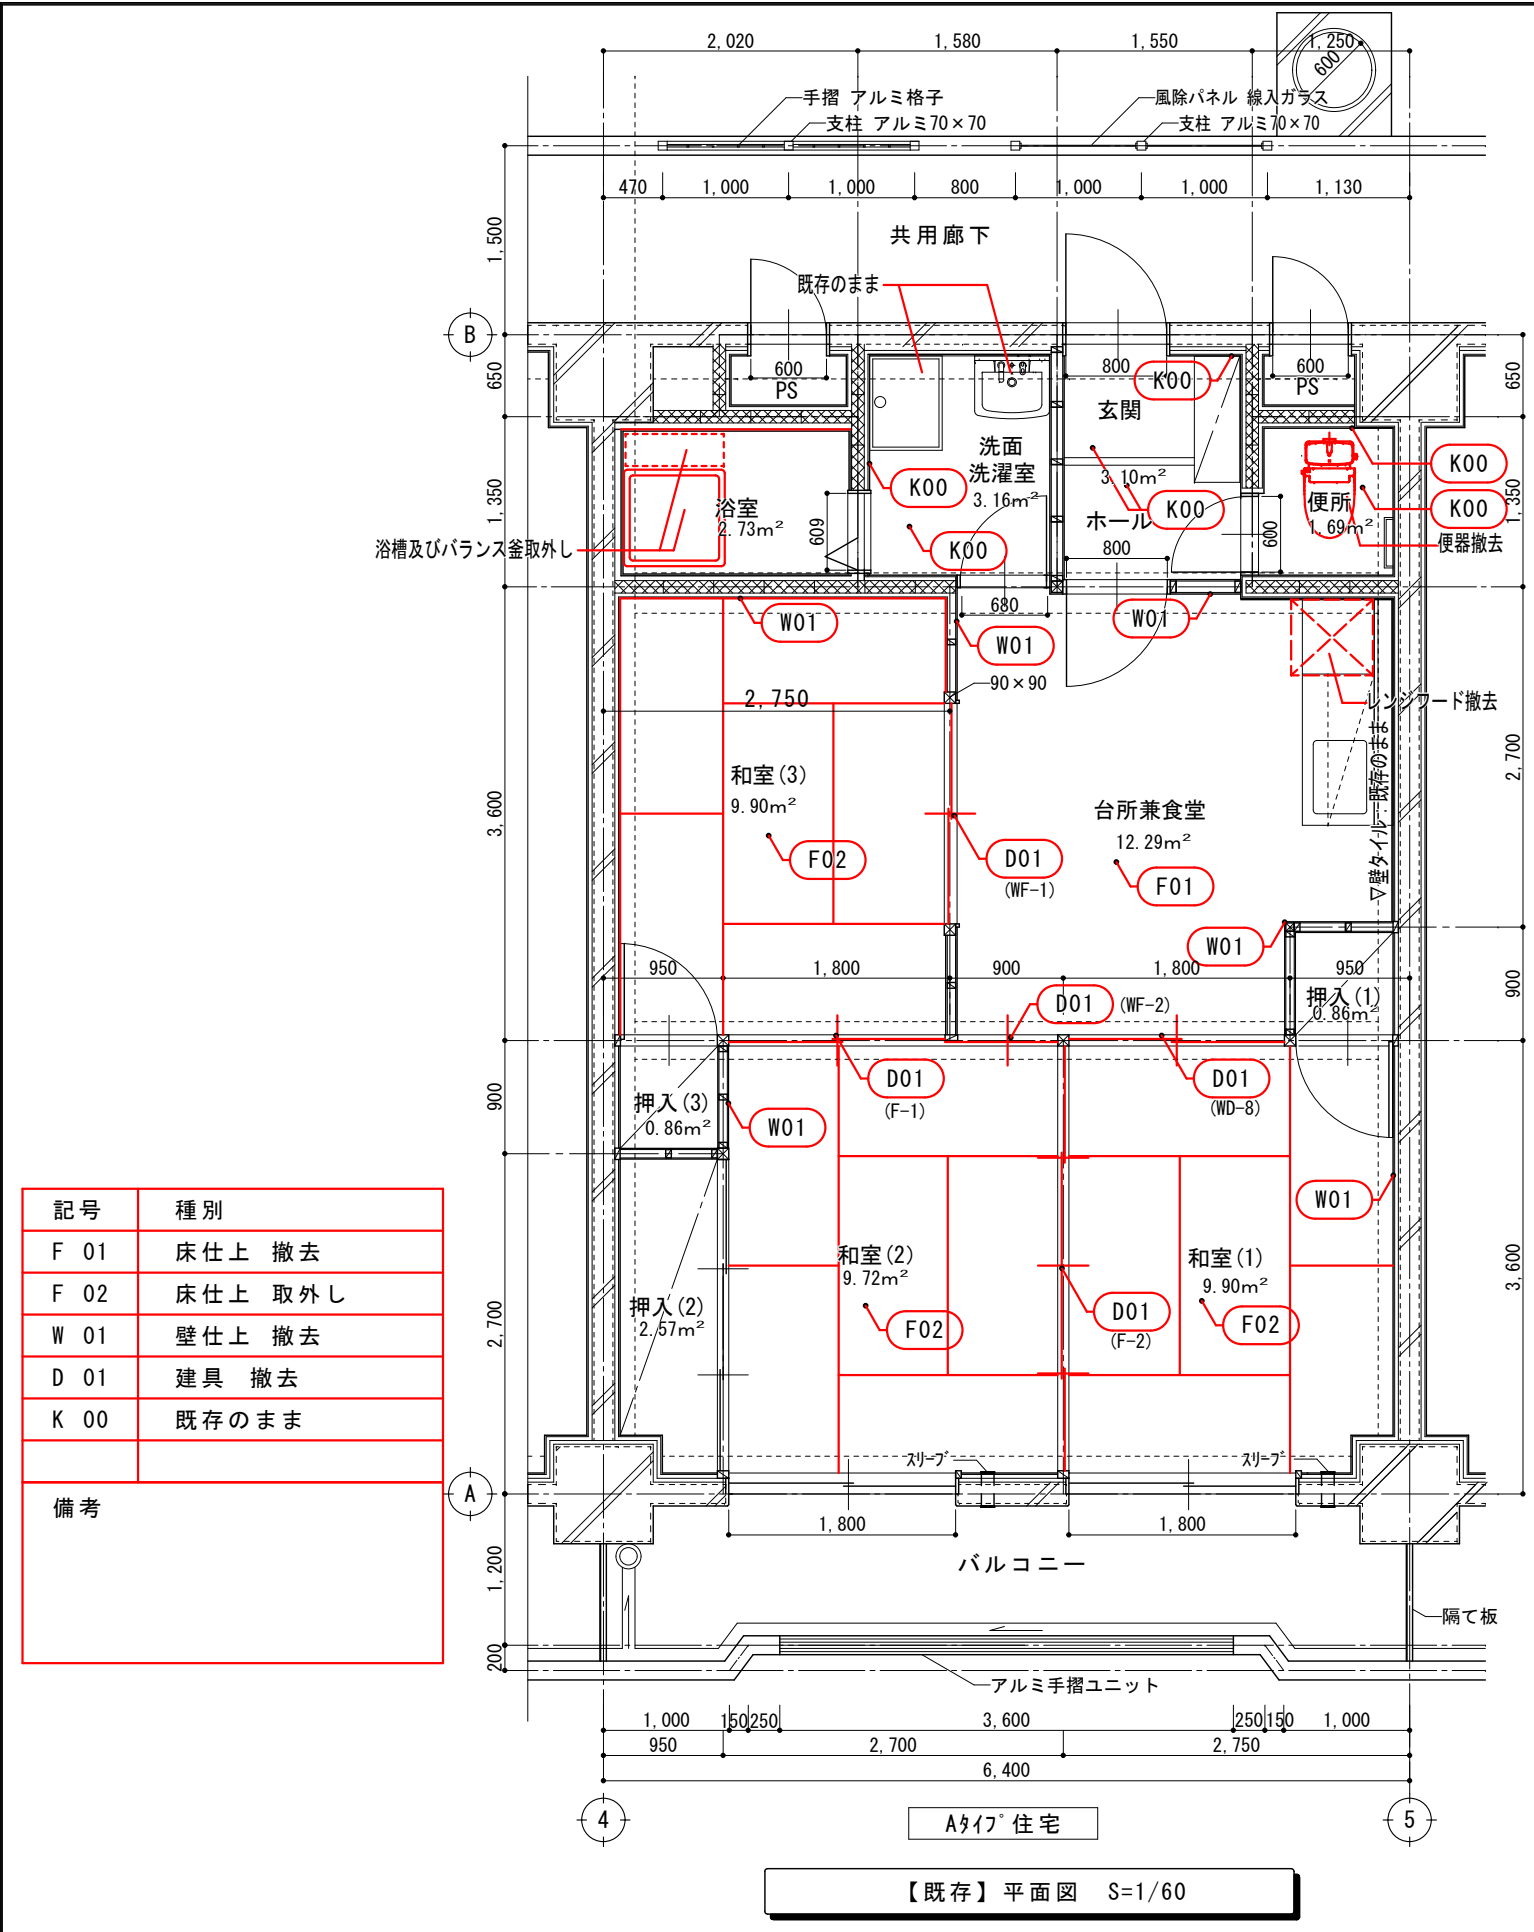 2,020
1,580
1,550
1,250
600
手摺 アルミ格子
支柱 アルミ70×70
風除パネル 線入ガラス
支柱 アルミ70×70
470
1,000
1,000
800
1,000
1,000
1,130
1,500
共用廊下
既存のまま
B
650
600
PS
800
K00
600
PS
650
玄関
洗面
洗濯室
3.16m²
K00
K00
3.10m²
K00
ホール
K00
K00
便所
1.69m²
便器撤去
1,350
1,350
浴室
2.73m²
609
浴槽及びバランス釜取外し
600
800
680
W01
W01
W01
90×90
2,750
レンジフード撤去
▽壁タイル:既存のまま
2,700
3,600
和室(3)
9.90m²
F02
D01
(WF-1)
台所兼食堂
12.29m²
F01
W01
950
1,800
900
1,800
950
900
D01
(WF-2)
押入(1)
0.86m²
D01
(F-1)
D01
(WD-8)
900
押入(3)
0.86m²
W01
W01
3,600
記号 種別
F 01 床仕上 撤去
F 02 床仕上 取外し
W 01 壁仕上 撤去
D 01 建具 撤去
K 00 既存のまま
備考
2,700
押入(2)
2.57m²
和室(2)
9.72m²
F02
D01
(F-2)
和室(1)
9.90m²
F02
スリーブ
スリーブ
A
1,800
1,800
1,200
バルコニー
隔て板
200
アルミ手摺ユニット
1,000
150
250
3,600
250
150
1,000
950
2,700
2,750
6,400
4
5
Aタイプ住宅
【既存】平面図 S=1/60